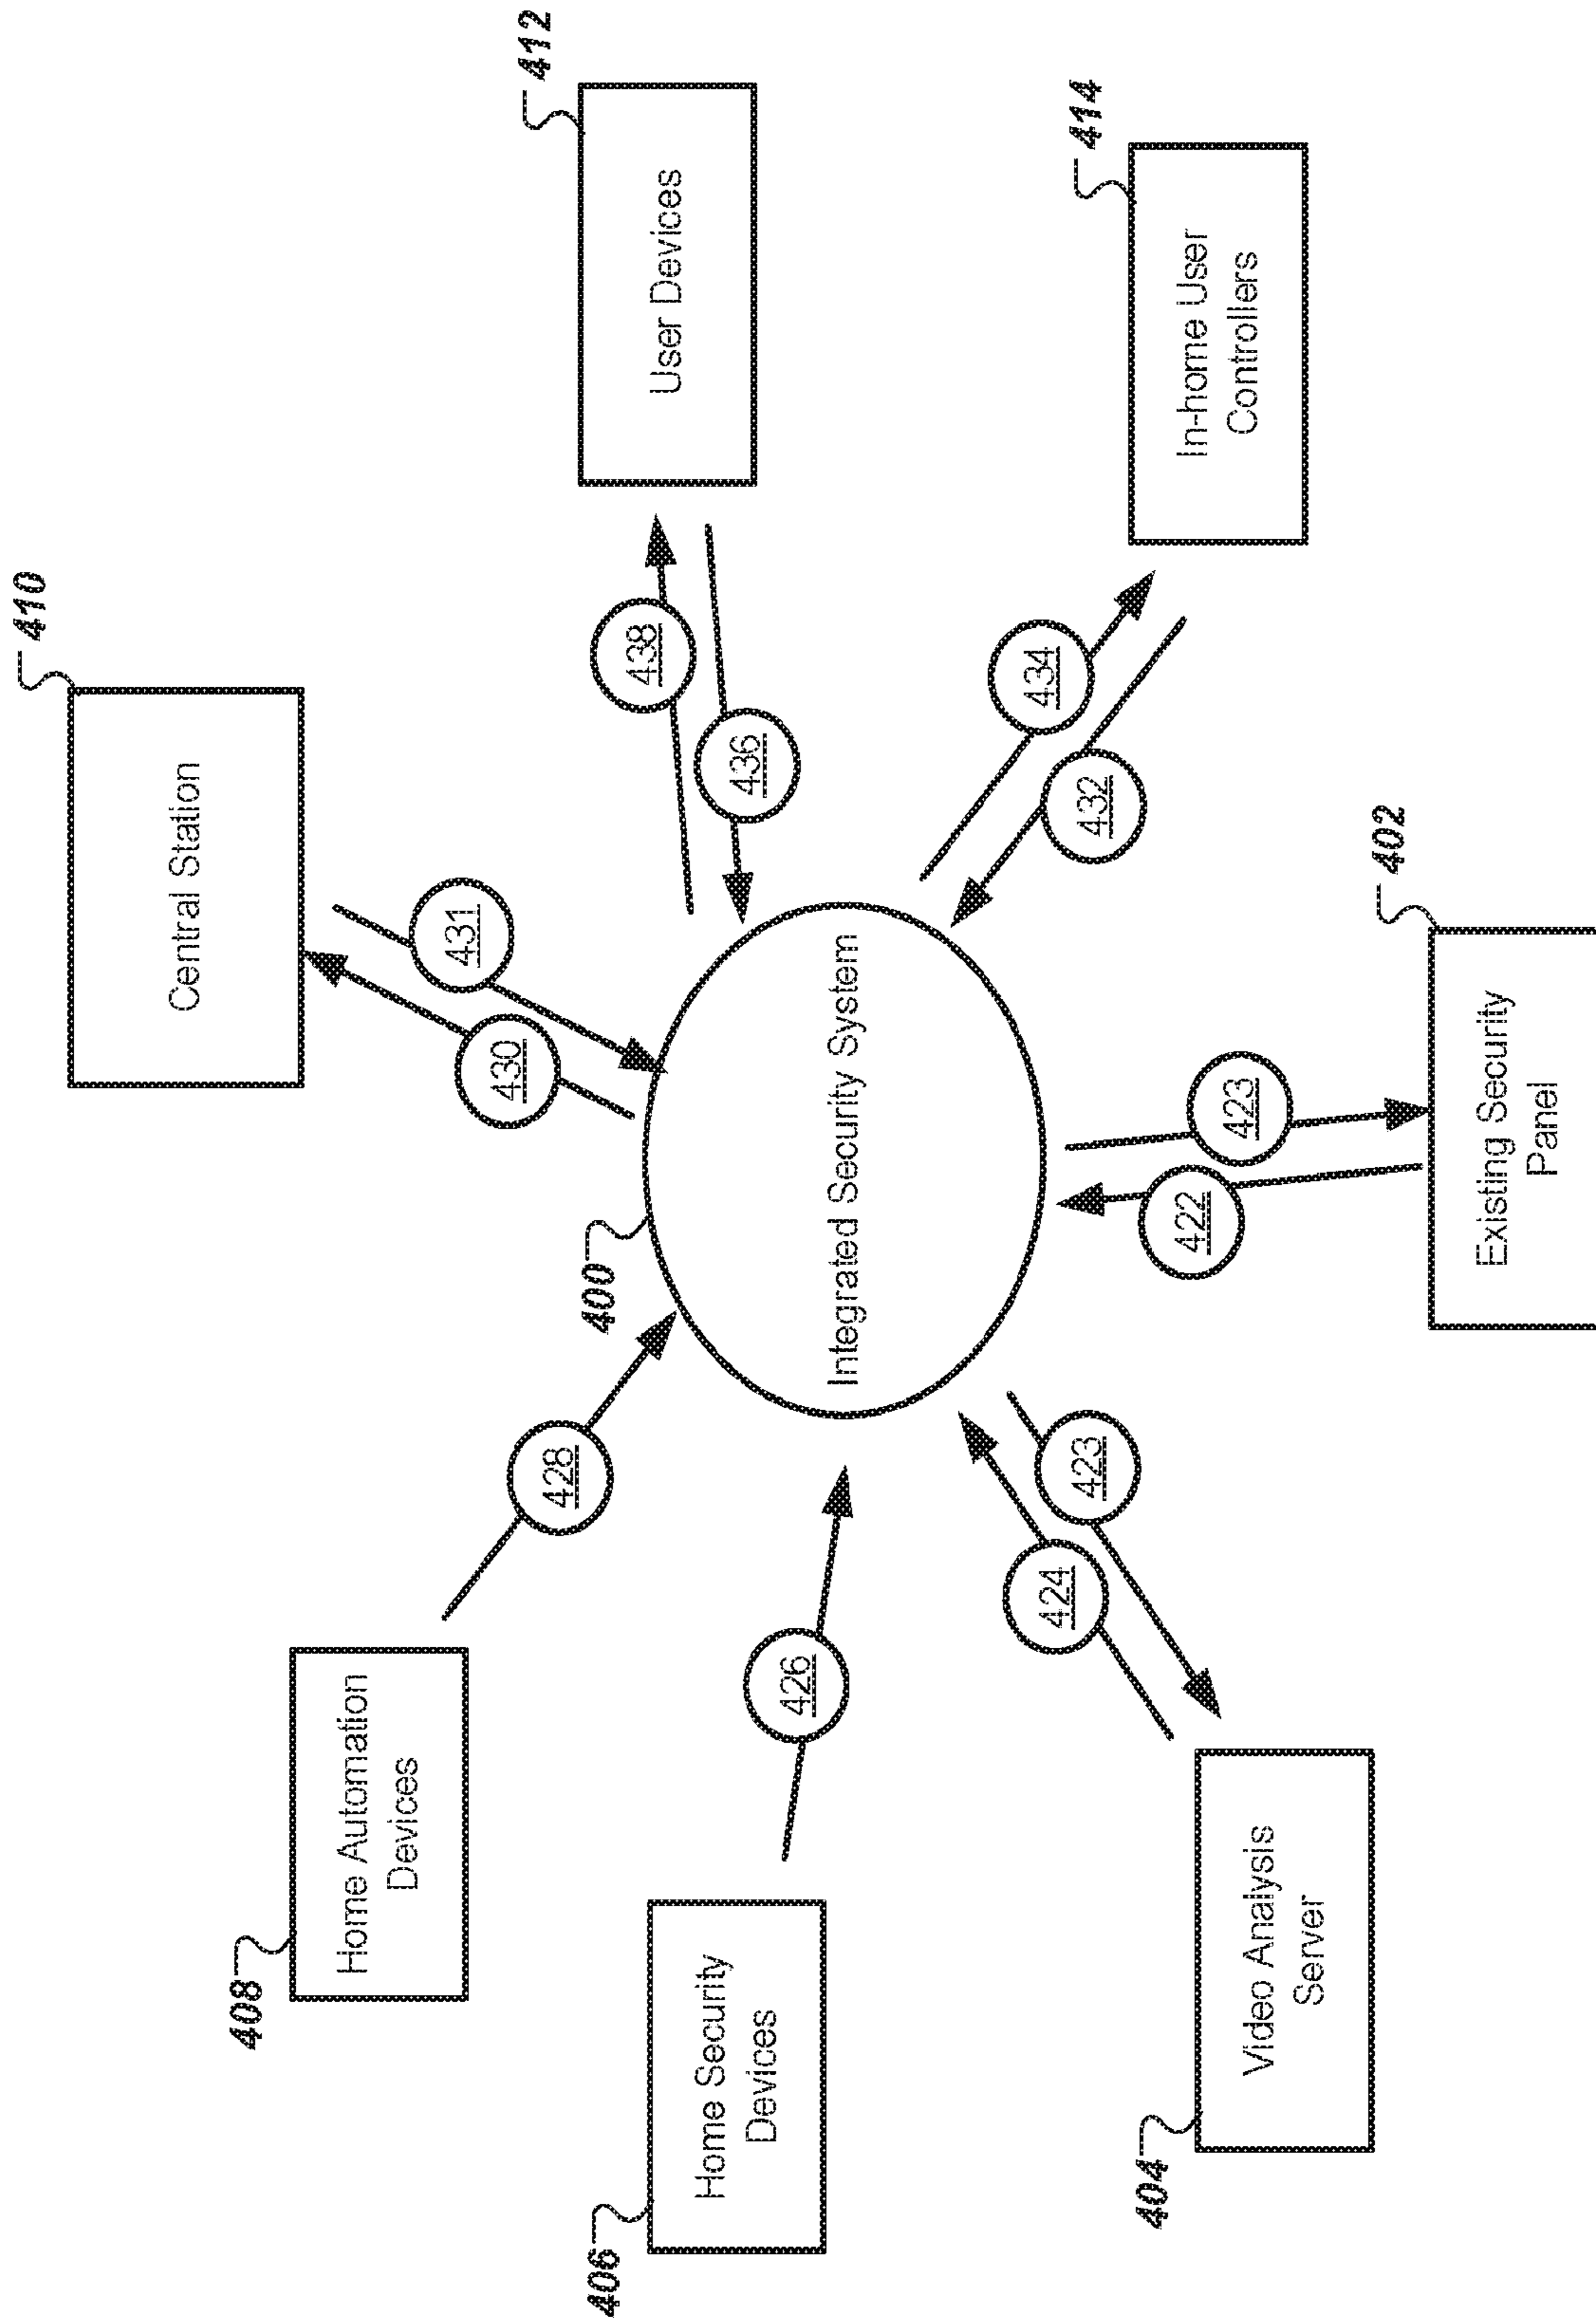 410
Central Station
408
Home Automation
Devices
428
430
431
412
User Devices
438
436
400
Integrated Security System
406
Home Security
Devices
426
434
432
414
In-home User
Controllers
424
423
422
423
404
Video Analysis
Server
402
Existing Security
Panel